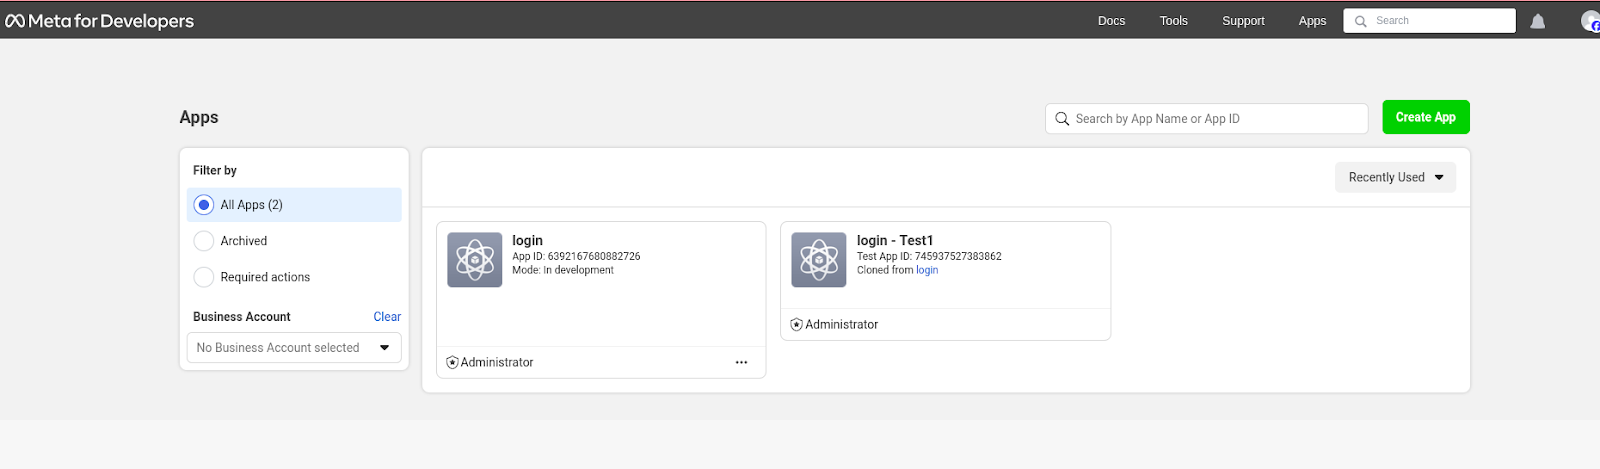 Meta for Developers
Docs
Tools
Support
Apps
Search
Apps
Search by App Name or App ID
Create App
Filter by
All Apps (2)
Archived
Required actions
Business Account
Clear
No Business Account selected
Recently Used
login
App ID: 6392167680882726
Mode: In development
Administrator
login - Test1
Test App ID: 745937527383862
Cloned from login
Administrator